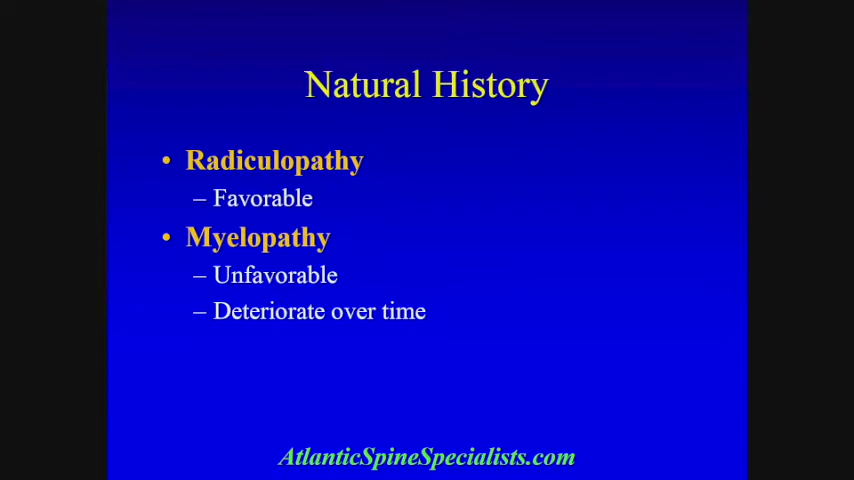 Natural History
• Radiculopathy
– Favorable
• Myelopathy
– Unfavorable
– Deteriorate over time
AtlanticSpineSpecialists.com